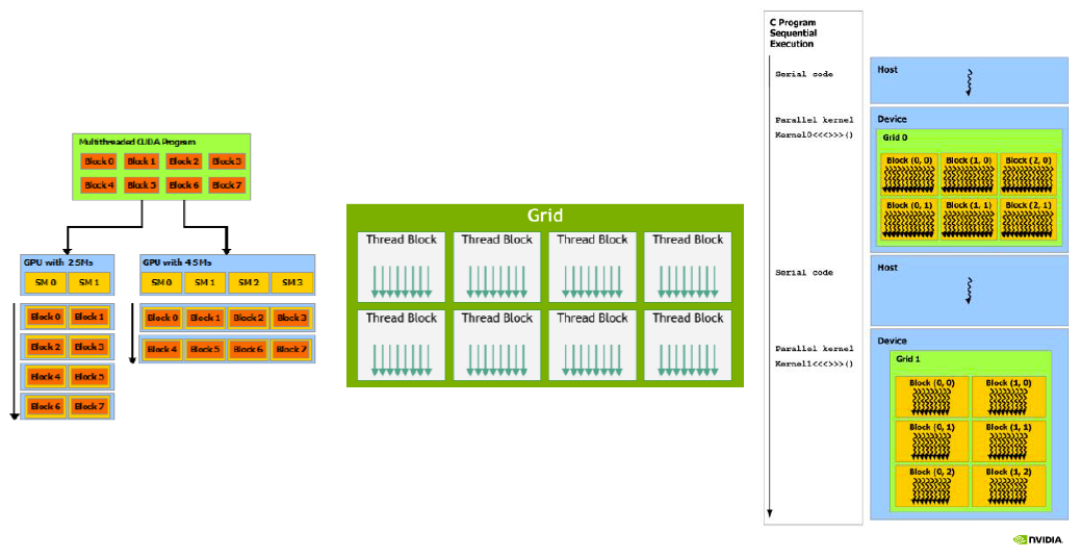 Multithreaded CUDA Program
Block 0 Block 1 Block 2 Block 3
Block 4 Block 5 Block 6 Block 7
GPU with 2 SMs
SM 0 SM 1
Block 0 Block 1
Block 2 Block 3
Block 4 Block 5
Block 6 Block 7
GPU with 4 SMs
SM 0 SM 1 SM 2 SM 3
Block 0 Block 1 Block 2 Block 3
Block 4 Block 5 Block 6 Block 7
Grid
Thread Block Thread Block Thread Block Thread Block
Thread Block Thread Block Thread Block Thread Block
C Program
Sequential
Execution
Serial code
Host
Parallel kernel
Kernel0<<<>>>()
Device
Grid 0
Block (0, 0) Block (1, 0) Block (2, 0)
Block (0, 1) Block (1, 1) Block (2, 1)
Serial code
Host
Parallel kernel
Kernel1<<<>>>()
Device
Grid 1
Block (0, 0) Block (1, 0)
Block (0, 1) Block (1, 1)
Block (0, 2) Block (1, 2)
NVIDIA